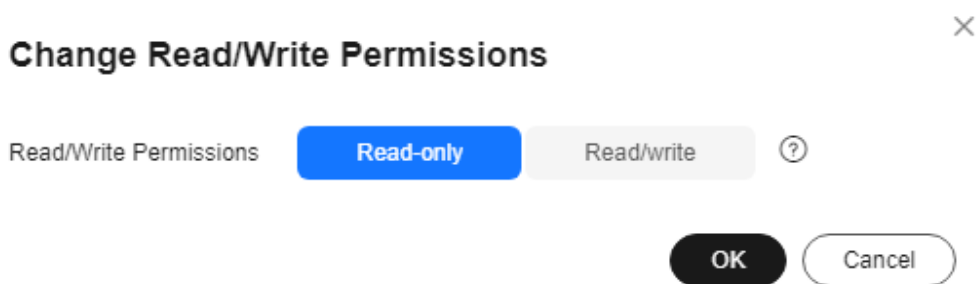 Change Read/Write Permissions
Read/Write Permissions Read-only Read/write ?
OK Cancel